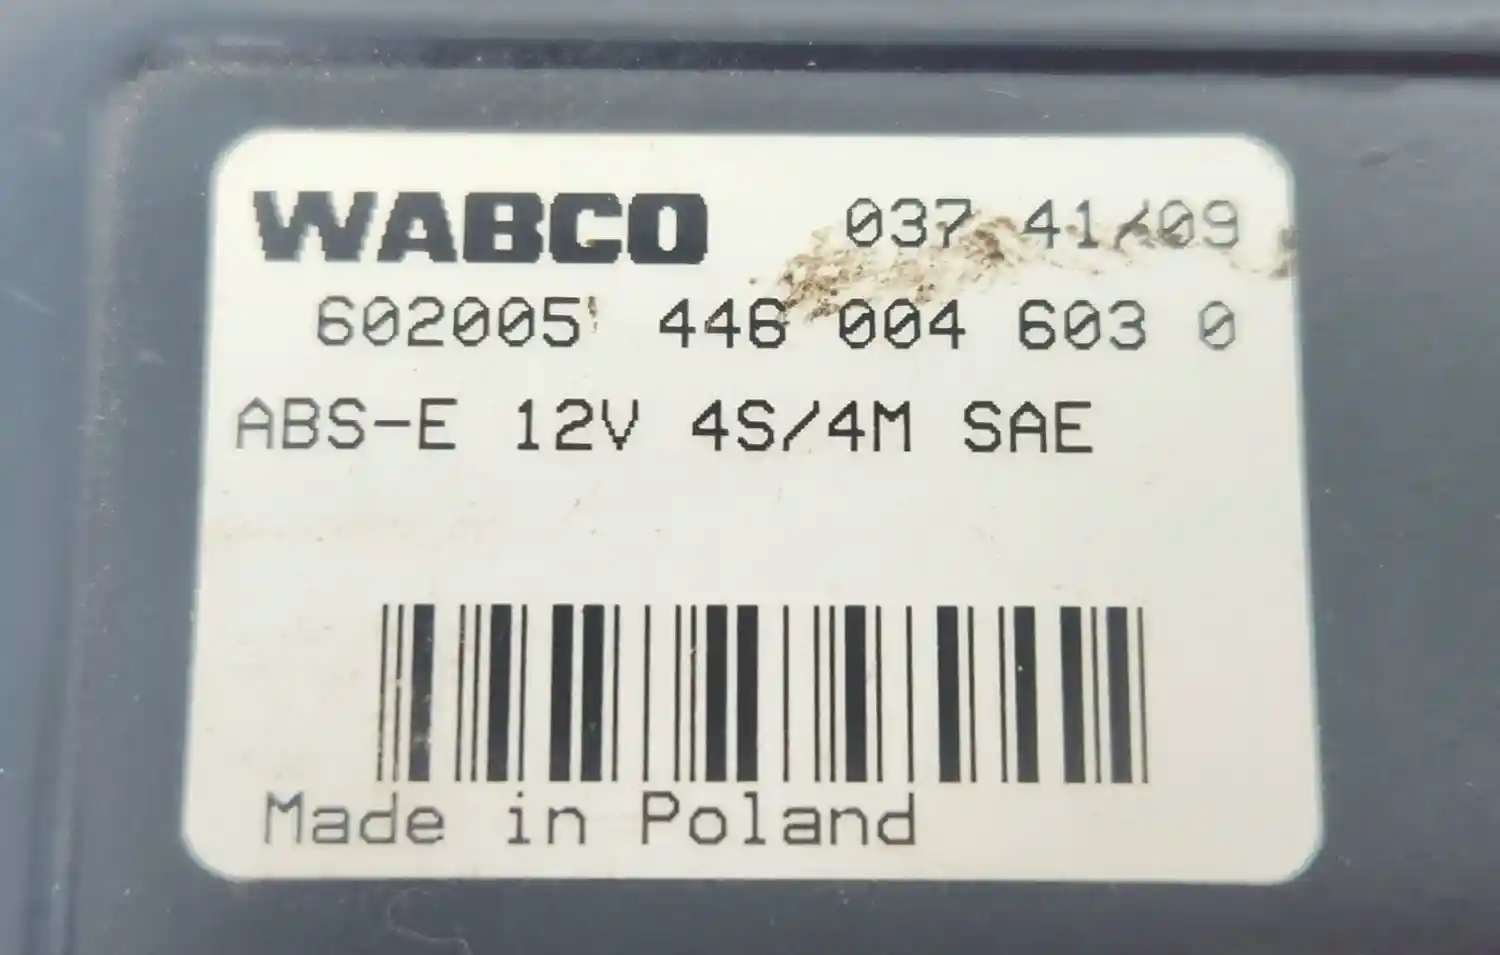 WABCO 037 41/09
602005 446 004 603 0
ABS-E 12V 4S/4M SAE
Made in Poland